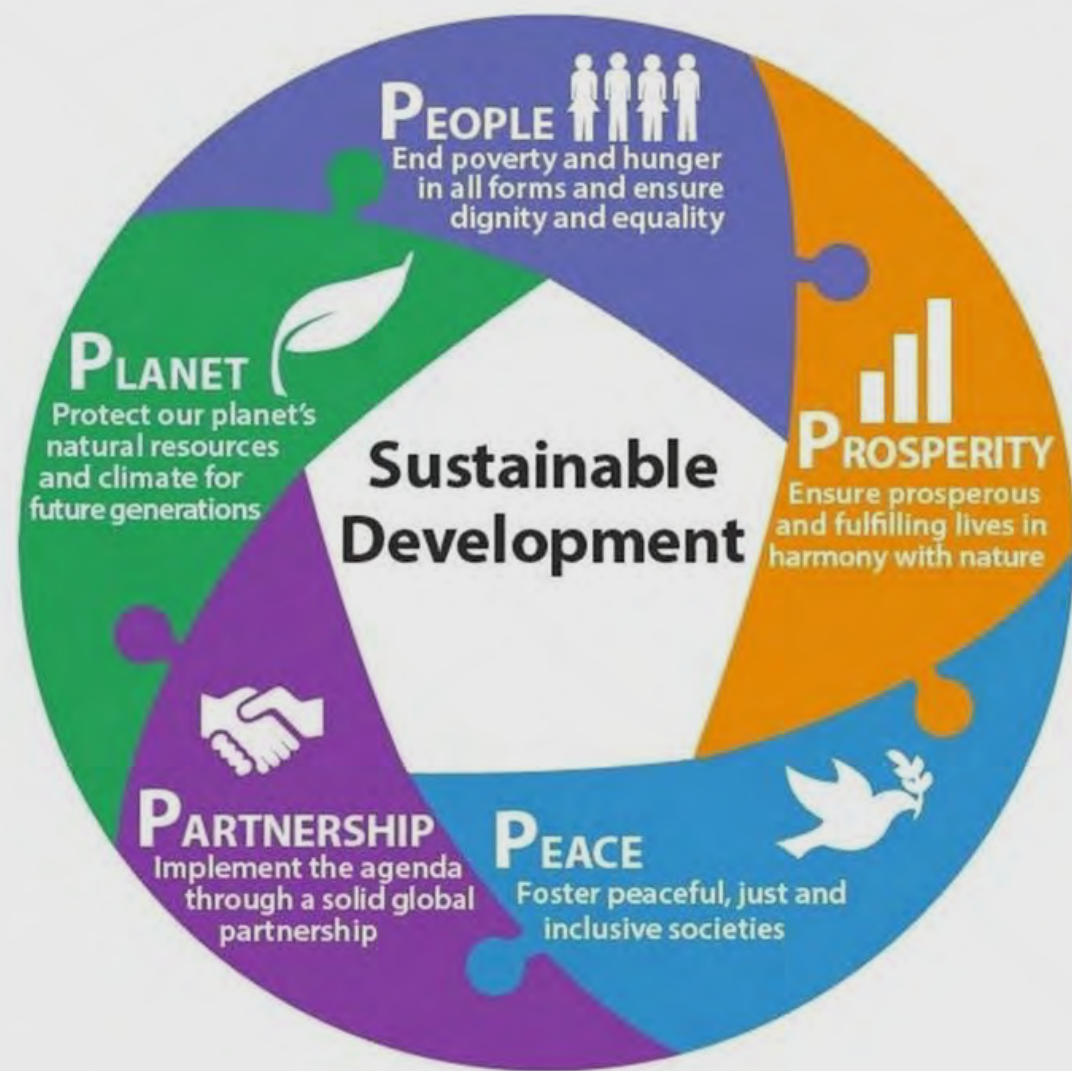 PEOPLE
End poverty and hunger
in all forms and ensure
dignity and equality
PROSPERITY
Ensure prosperous
and fulfilling lives in
harmony with nature
PEACE
Foster peaceful, just and
inclusive societies
PARTNERSHIP
Implement the agenda
through a solid global
partnership
PLANET
Protect our planet's
natural resources
and climate for
future generations
Sustainable
Development